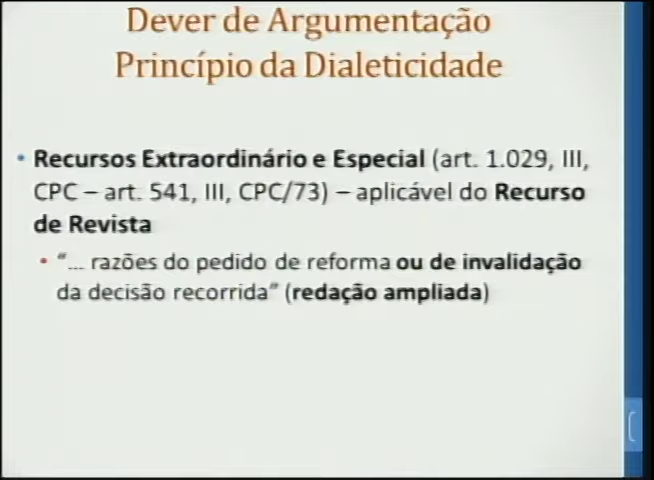 Dever de Argumentação
Princípio da Dialeticidade
• Recursos Extraordinário e Especial (art. 1.029, III,
CPC – art. 541, III, CPC/73) – aplicável do Recurso
de Revista
• "... razões do pedido de reforma ou de invalidação
da decisão recorrida" (redação ampliada)